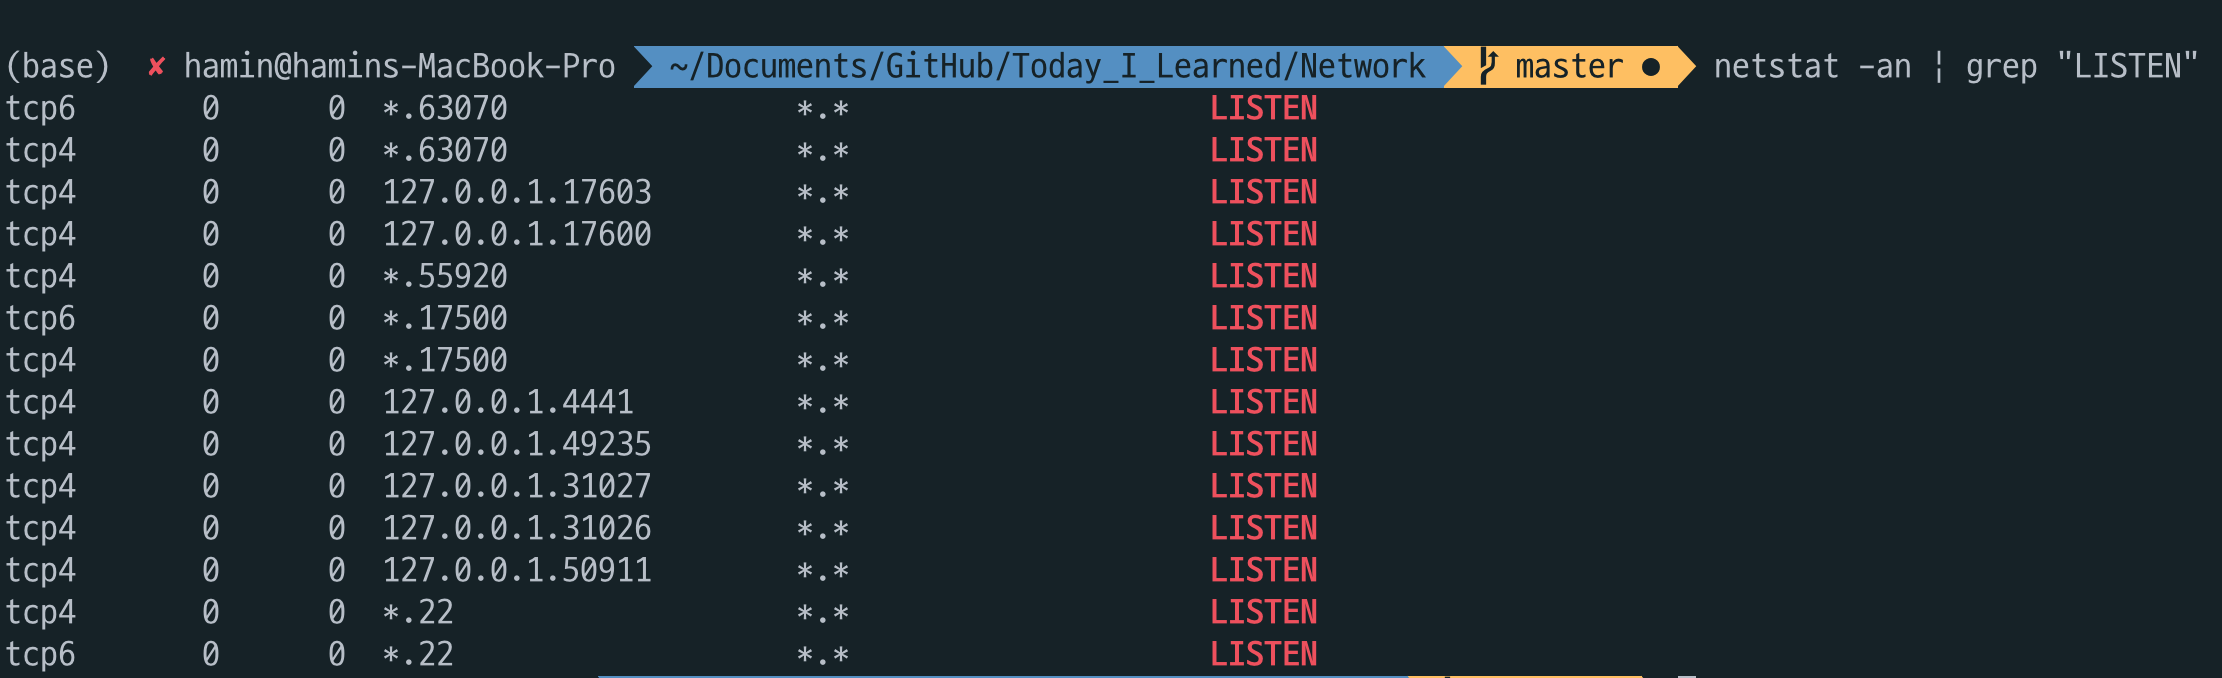 (base) ✘ hamin@hamins-MacBook-Pro ~/Documents/GitHub/Today_I_Learned/Network master ● netstat -an | grep "LISTEN"
tcp6 0 0 *.63070 *.* LISTEN
tcp4 0 0 *.63070 *.* LISTEN
tcp4 0 0 127.0.0.1.17603 *.* LISTEN
tcp4 0 0 127.0.0.1.17600 *.* LISTEN
tcp4 0 0 *.55920 *.* LISTEN
tcp6 0 0 *.17500 *.* LISTEN
tcp4 0 0 *.17500 *.* LISTEN
tcp4 0 0 127.0.0.1.4441 *.* LISTEN
tcp4 0 0 127.0.0.1.49235 *.* LISTEN
tcp4 0 0 127.0.0.1.31027 *.* LISTEN
tcp4 0 0 127.0.0.1.31026 *.* LISTEN
tcp4 0 0 127.0.0.1.50911 *.* LISTEN
tcp4 0 0 *.22 *.* LISTEN
tcp6 0 0 *.22 *.* LISTEN